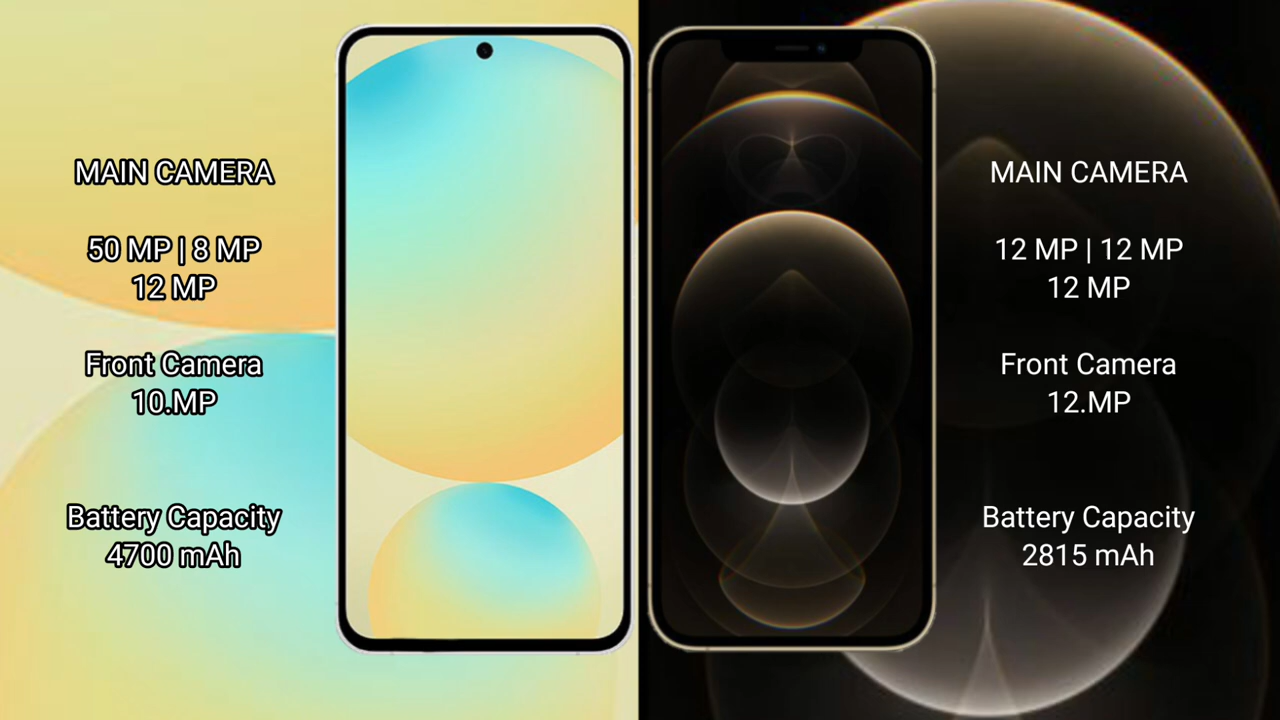 MAIN CAMERA
50 MP | 8 MP
12 MP
Front Camera
10.MP
Battery Capacity
4700 mAh
MAIN CAMERA
12 MP | 12 MP
12 MP
Front Camera
12.MP
Battery Capacity
2815 mAh